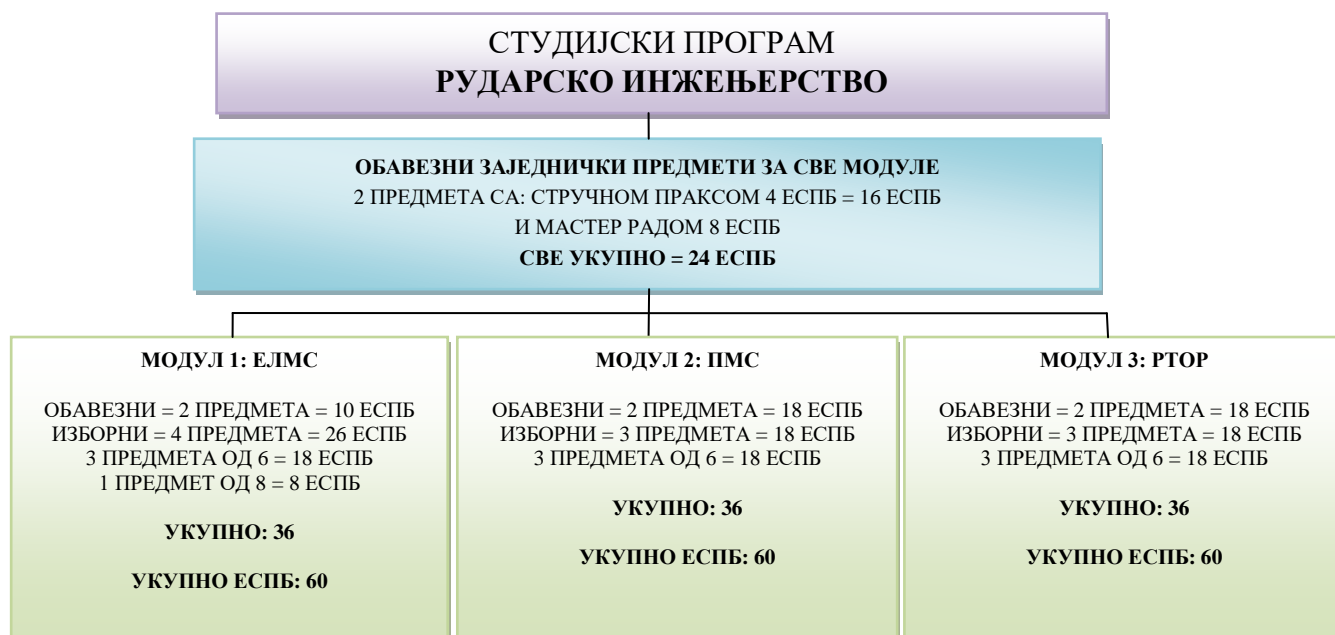 СТУДИЈСКИ ПРОГРАМ
РУДАРСКО ИНЖЕЊЕРСТВО
ОБАВЕЗНИ ЗАЈЕДНИЧКИ ПРЕДМЕТИ ЗА СВЕ МОДУЛЕ
2 ПРЕДМЕТА СА: СТРУЧНОМ ПРАКСОМ 4 ЕСПБ = 16 ЕСПБ
И МАСТЕР РАДОМ 8 ЕСПБ
СВЕ УКУПНО = 24 ЕСПБ
МОДУЛ 1: ЕЛМС
ОБАВЕЗНИ = 2 ПРЕДМЕТА = 10 ЕСПБ
ИЗБОРНИ = 4 ПРЕДМЕТА = 26 ЕСПБ
3 ПРЕДМЕТА ОД 6 = 18 ЕСПБ
1 ПРЕДМЕТ ОД 8 = 8 ЕСПБ
УКУПНО: 36
УКУПНО ЕСПБ: 60
МОДУЛ 2: ПМС
ОБАВЕЗНИ = 2 ПРЕДМЕТА = 18 ЕСПБ
ИЗБОРНИ = 3 ПРЕДМЕТА = 18 ЕСПБ
3 ПРЕДМЕТА ОД 6 = 18 ЕСПБ
УКУПНО: 36
УКУПНО ЕСПБ: 60
МОДУЛ 3: РТОР
ОБАВЕЗНИ = 2 ПРЕДМЕТА = 18 ЕСПБ
ИЗБОРНИ = 3 ПРЕДМЕТА = 18 ЕСПБ
3 ПРЕДМЕТА ОД 6 = 18 ЕСПБ
УКУПНО: 36
УКУПНО ЕСПБ: 60